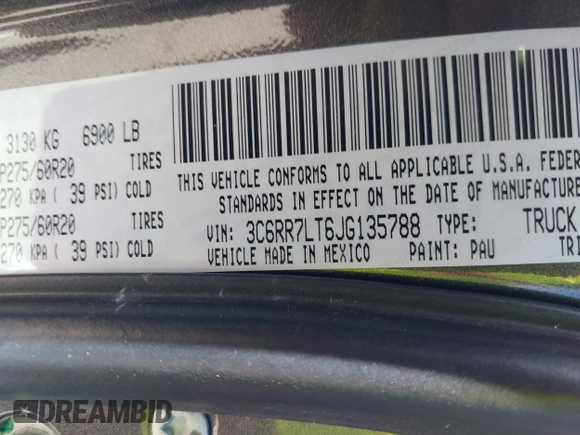 3130 KG 6900 LB
P275/60R20 TIRES
270 KPA ( 39 PSI) COLD
P275/60R20 TIRES
270 KPA ( 39 PSI) COLD
THIS VEHICLE CONFORMS TO ALL APPLICABLE U.S.A. FEDER
STANDARDS IN EFFECT ON THE DATE OF MANUFACTURE
VIN: 3C6RR7LT6JG135788 TYPE: TRUCK
VEHICLE MADE IN MEXICO PAINT: PAU TRI
DREAMBID